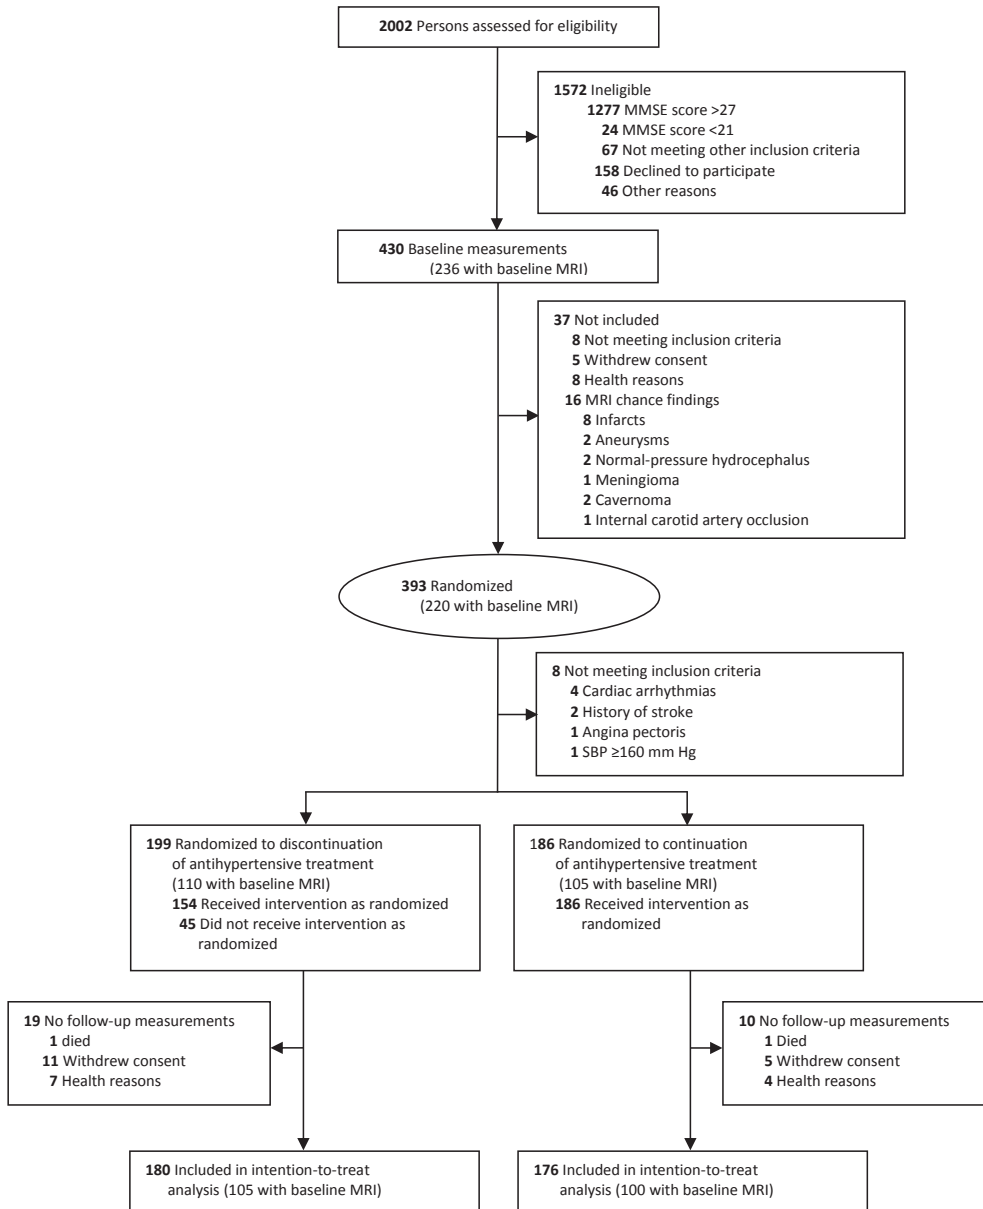 2002 Persons assessed for eligibility
1572 Ineligible
1277 MMSE score >27
24 MMSE score <21
67 Not meeting other inclusion criteria
158 Declined to participate
46 Other reasons
430 Baseline measurements
(236 with baseline MRI)
37 Not included
8 Not meeting inclusion criteria
5 Withdrew consent
8 Health reasons
16 MRI chance findings
8 Infarcts
2 Aneurysms
2 Normal-pressure hydrocephalus
1 Meningioma
2 Cavernoma
1 Internal carotid artery occlusion
393 Randomized
(220 with baseline MRI)
8 Not meeting inclusion criteria
4 Cardiac arrhythmias
2 History of stroke
1 Angina pectoris
1 SBP ≥160 mm Hg
199 Randomized to discontinuation
of antihypertensive treatment
(110 with baseline MRI)
154 Received intervention as randomized
45 Did not receive intervention as
randomized
186 Randomized to continuation
of antihypertensive treatment
(105 with baseline MRI)
186 Received intervention as
randomized
19 No follow-up measurements
1 died
11 Withdrew consent
7 Health reasons
10 No follow-up measurements
1 Died
5 Withdrew consent
4 Health reasons
180 Included in intention-to-treat
analysis (105 with baseline MRI)
176 Included in intention-to-treat
analysis (100 with baseline MRI)